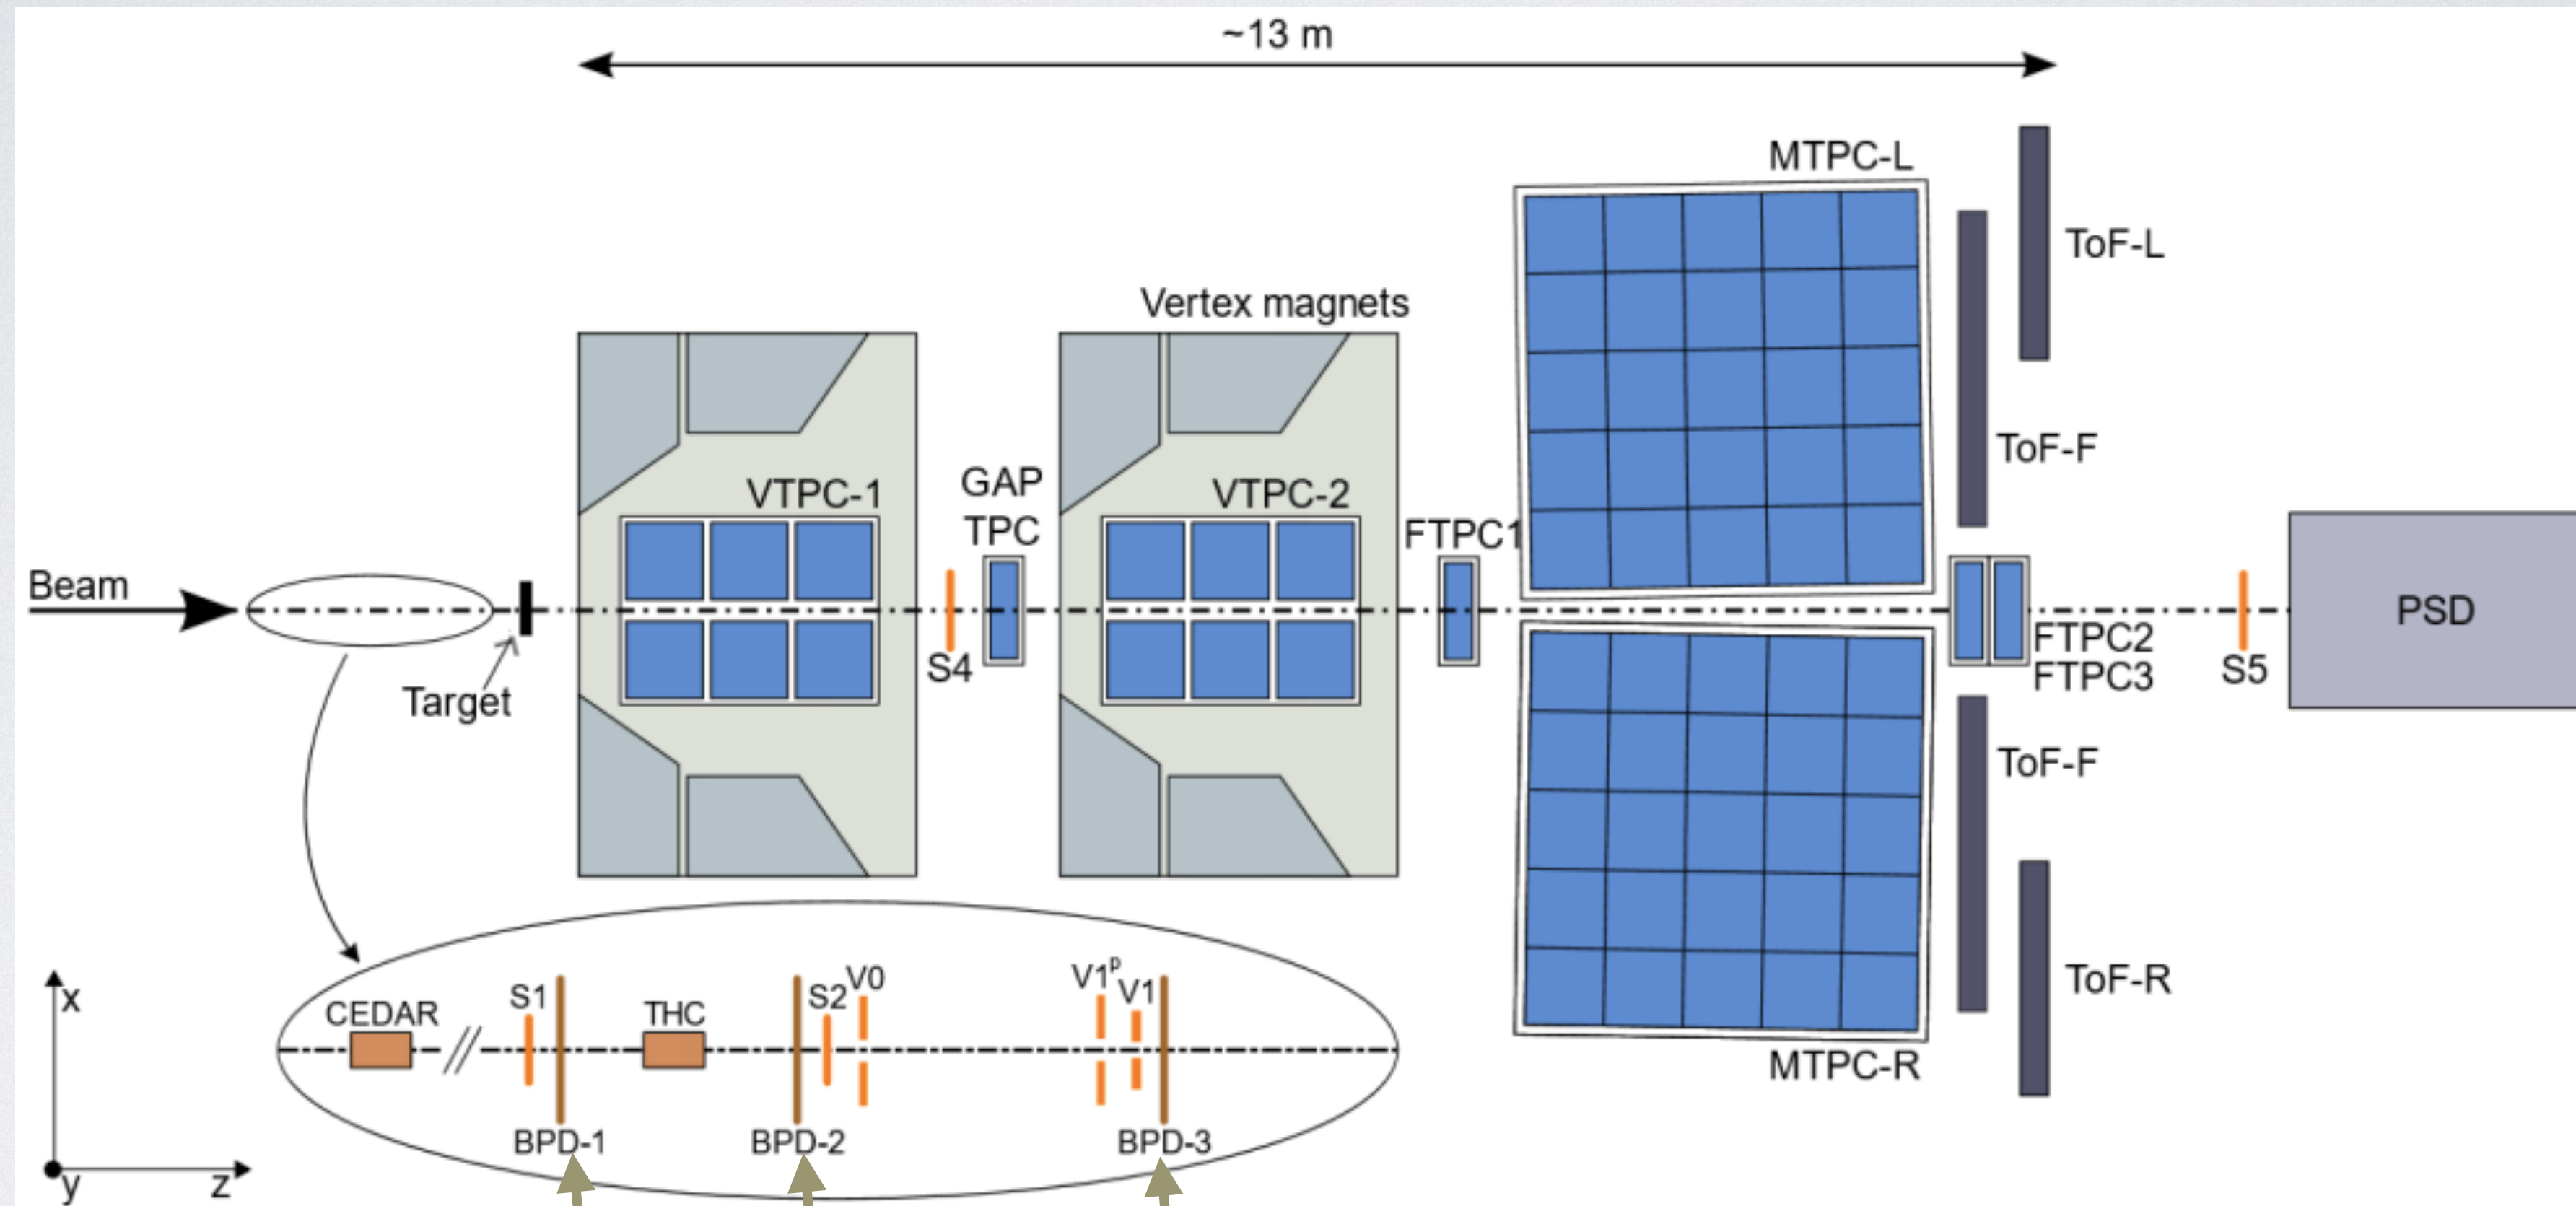 ~13 m
MTPC-L
ToF-L
Vertex magnets
ToF-F
VTPC-1
GAP
TPC
VTPC-2
FTPC1
Beam
Target
S4
FTPC2
FTPC3
S5
PSD
ToF-F
ToF-R
MTPC-R
x
y
z
CEDAR
S1
THC
S2
V0
V1ᵖ
V1
BPD-1
BPD-2
BPD-3